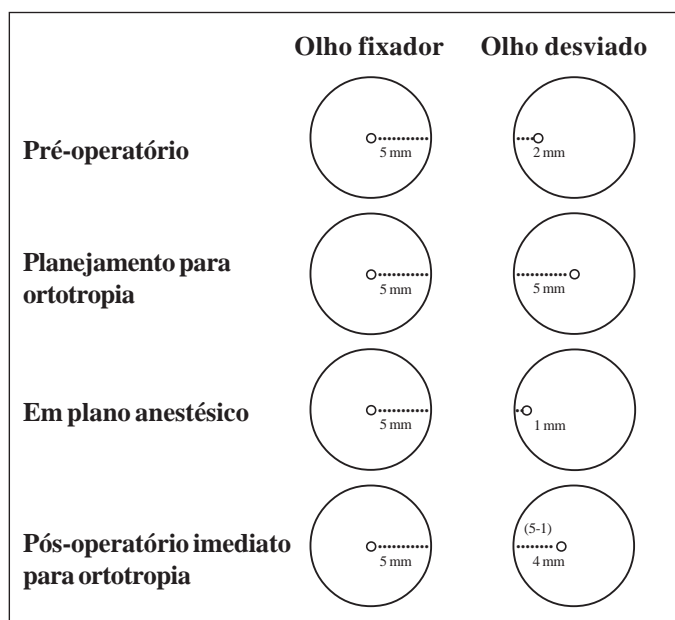 Olho fixador Olho desviado
Pré-operatório
5 mm
2 mm
Planejamento para
ortotropia
5 mm
5 mm
Em plano anestésico
5 mm
1 mm
Pós-operatório imediato
para ortotropia
5 mm
(5-1)
4 mm